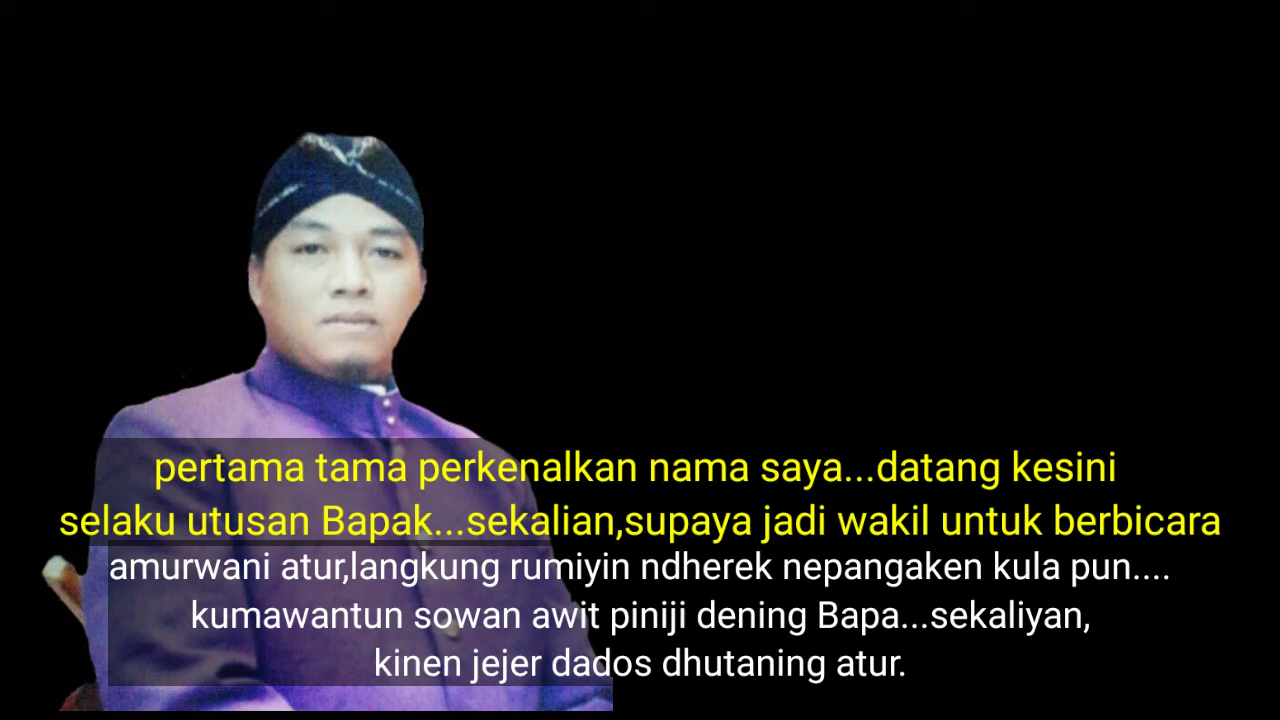 pertama tama perkenalkan nama saya...datang kesini
selaku utusan Bapak...sekalian,supaya jadi wakil untuk berbicara
amurwani atur,langkung rumiyin ndherek nepangaken kula pun....
kumawantun sowan awit piniji dening Bapa...sekaliyan,
kinen jejer dados dhutaning atur.